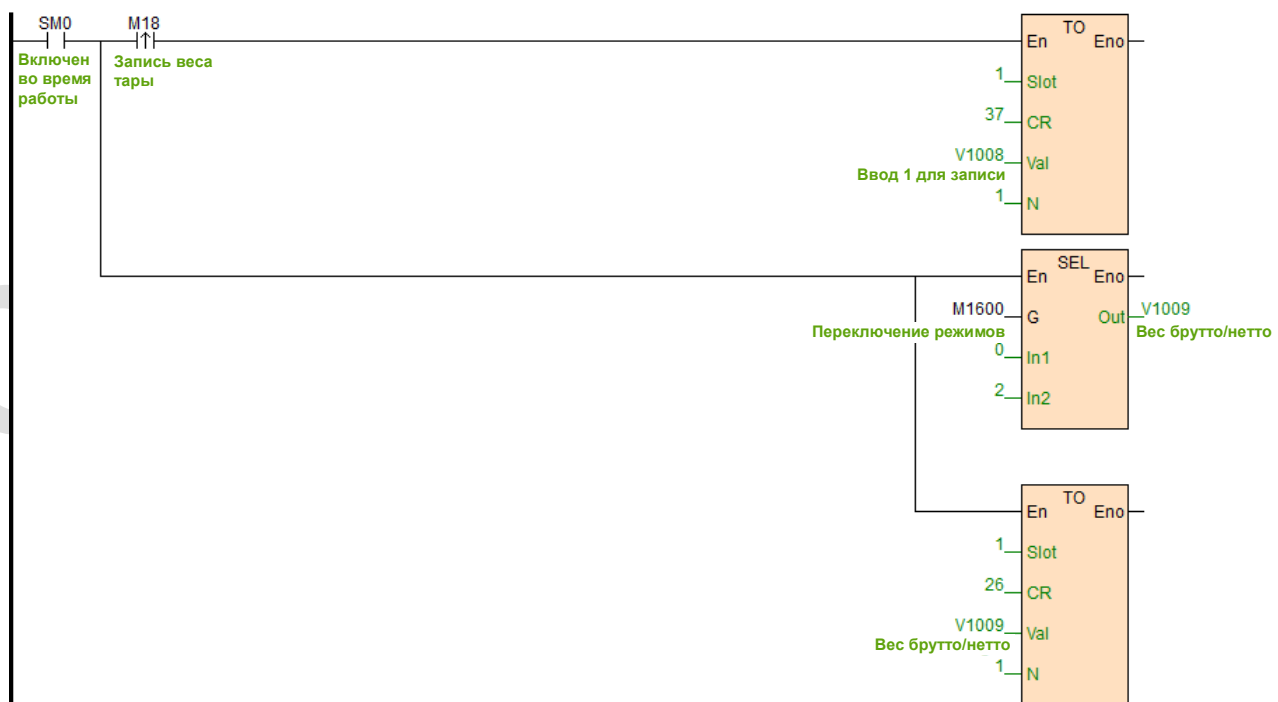 SM0 M18
Включен
во время
работы
Запись веса
тары
TO
En Eno
1 Slot
37 CR
V1008 Val
Ввод 1 для записи
1 N
SEL
En Eno
M1600 G Out V1009
Переключение режимов Вес брутто/нетто
0 In1
2 In2
TO
En Eno
1 Slot
26 CR
V1009 Val
Вес брутто/нетто
1 N